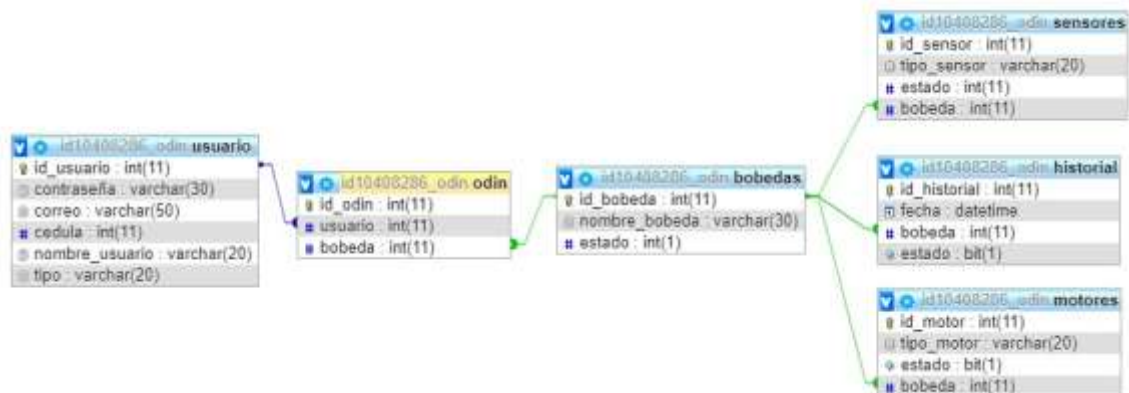 id10408286_odin usuario
id_usuario : int(11)
contraseña : varchar(30)
correo : varchar(50)
# cedula : int(11)
nombre_usuario : varchar(20)
tipo : varchar(20)
id10408286_odin odin
id_odin : int(11)
# usuario : int(11)
# bobeda : int(11)
id10408286_odin bobedas
id_bobeda : int(11)
nombre_bobeda : varchar(30)
# estado : int(1)
id10408286_odin sensores
id_sensor : int(11)
tipo_sensor : varchar(20)
# estado : int(11)
# bobeda : int(11)
id10408286_odin historial
id_historial : int(11)
fecha : datetime
# bobeda : int(11)
estado : bit(1)
id10408286_odin motores
id_motor : int(11)
tipo_motor : varchar(20)
estado : bit(1)
# bobeda : int(11)